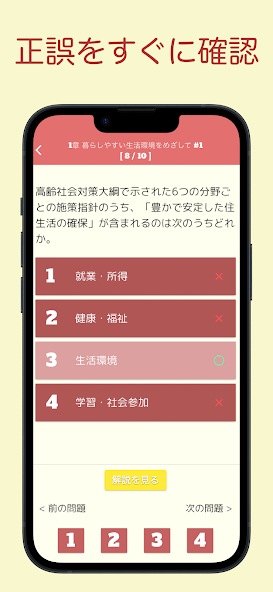 正誤をすぐに確認
1章 暮らしやすい生活環境をめざして #1
[ 8 / 10 ]
高齢社会対策大綱で示された6つの分野ご
との施策指針のうち、「豊かで安定した住
生活の確保」が含まれるのは次のうちどれ
か。
1 就業・所得 ×
2 健康・福祉 ×
3 生活環境 ○
4 学習・社会参加 ×
解説を見る
< 前の問題 次の問題 >
1 2 3 4